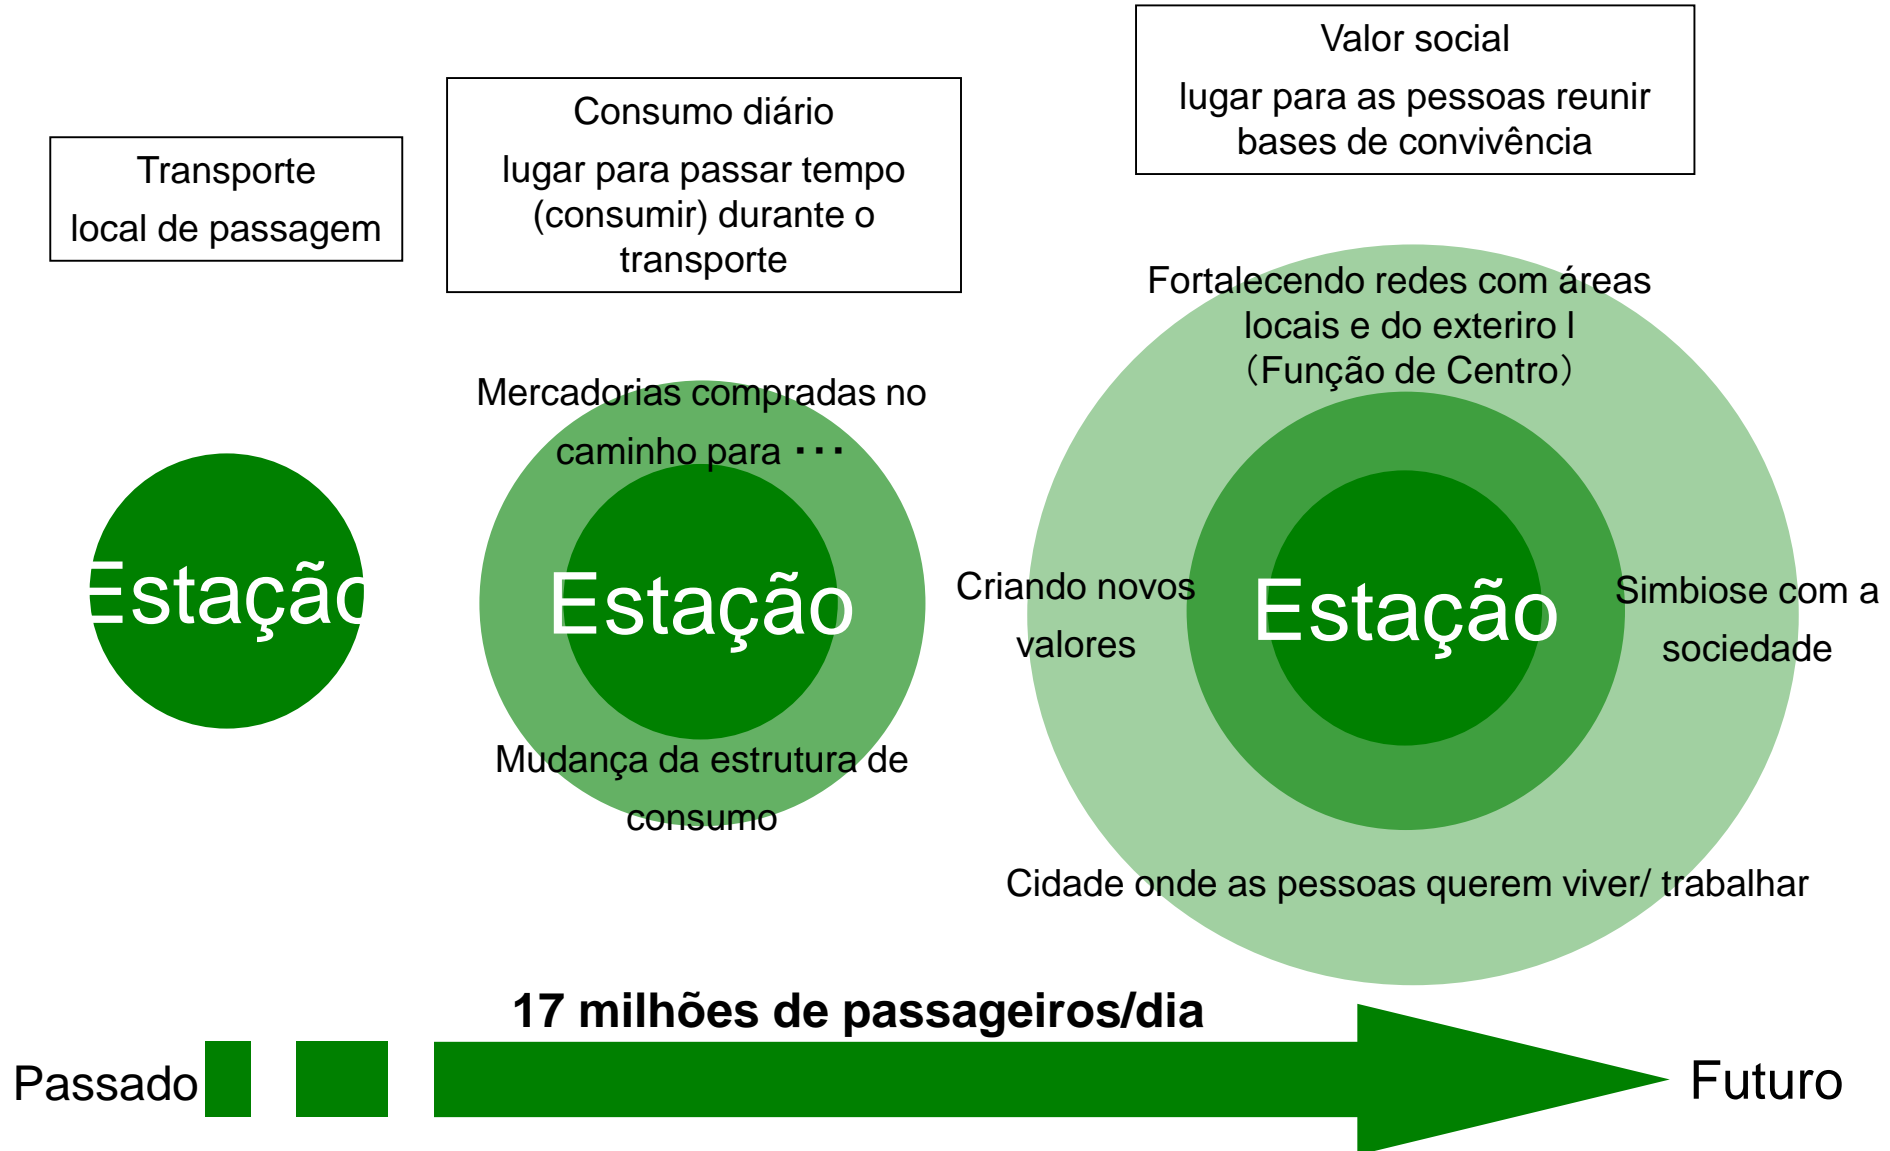 Transporte
local de passagem
Consumo diário
lugar para passar tempo
(consumir) durante o
transporte
Valor social
lugar para as pessoas reunir
bases de convivência
Estação
Mercadorias compradas no
caminho para ･･･
Estação
Mudança da estrutura de
consumo
Fortalecendo redes com áreas
locais e do exteriro l
（Função de Centro）
Criando novos
valores
Estação
Simbiose com a
sociedade
Cidade onde as pessoas querem viver/ trabalhar
17 milhões de passageiros/dia
Passado
Futuro